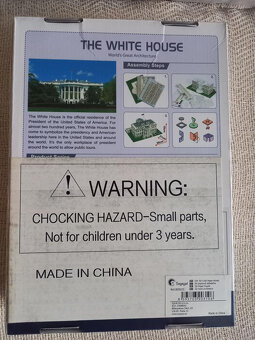 THE WHITE HOUSE
World's Great Architecture
Assembly Steps
The White House is the official residence of the
President of the United States of America. For
almost two hundred years, The White House has
come to symbolize the presidency and American
leadership here in the United States and around
the world. It's the only workplace of president
around the world to allow public tours.
WARNING:
CHOCKING HAZARD–Small parts,
Not for children under 3 years.
MADE IN CHINA